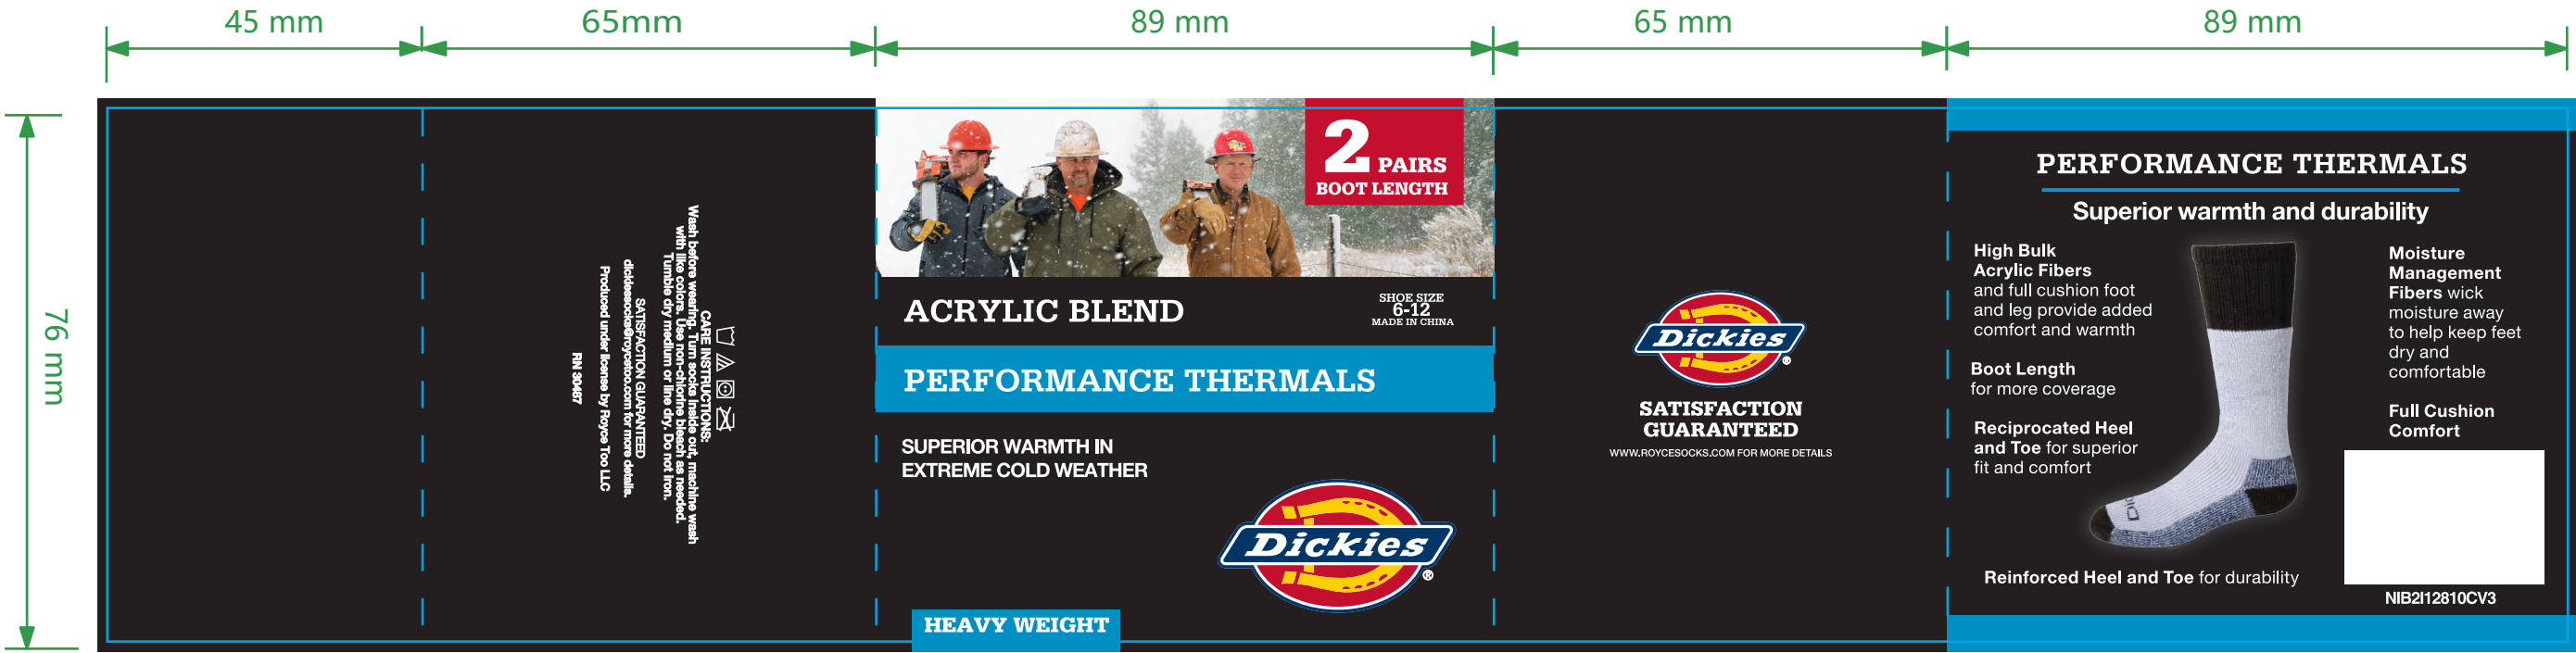 45 mm
65mm
89 mm
65 mm
89 mm
76 mm
CARE INSTRUCTIONS:
Wash before wearing. Turn socks inside out, machine wash
with like colors. Use non-chlorine bleach as needed.
Tumble dry medium or line dry. Do not iron.
SATISFACTION GUARANTEED
dickiessocks@roycetoo.com for more details.
Produced under license by Royce Too LLC
RN 30487
2 PAIRS
BOOT LENGTH
ACRYLIC BLEND
SHOE SIZE
6-12
MADE IN CHINA
PERFORMANCE THERMALS
SUPERIOR WARMTH IN
EXTREME COLD WEATHER
Dickies
®
HEAVY WEIGHT
Dickies
®
SATISFACTION
GUARANTEED
WWW.ROYCESOCKS.COM FOR MORE DETAILS
PERFORMANCE THERMALS
Superior warmth and durability
High Bulk
Acrylic Fibers
and full cushion foot
and leg provide added
comfort and warmth
Boot Length
for more coverage
Reciprocated Heel
and Toe for superior
fit and comfort
Reinforced Heel and Toe for durability
Moisture
Management
Fibers wick
moisture away
to help keep feet
dry and
comfortable
Full Cushion
Comfort
NIB2I12810CV3